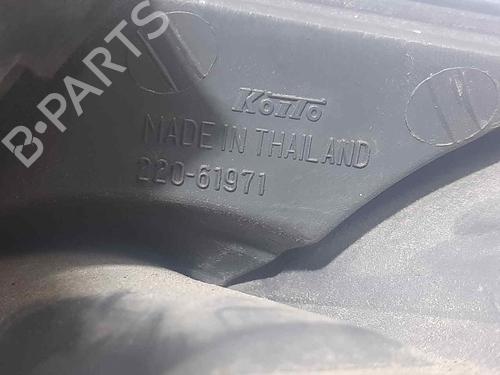 B-PARTS
KOITO
MADE IN THAILAND
220-61971